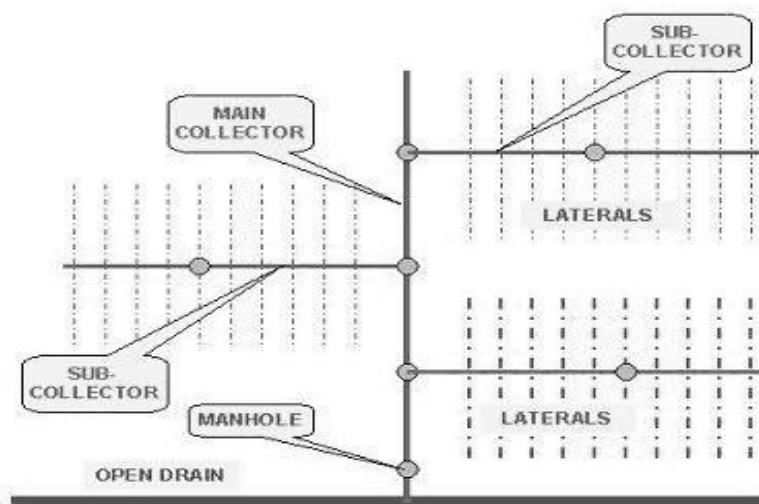 SUB-
COLLECTOR
MAIN
COLLECTOR
LATERALS
SUB-
COLLECTOR
MANHOLE
LATERALS
OPEN DRAIN